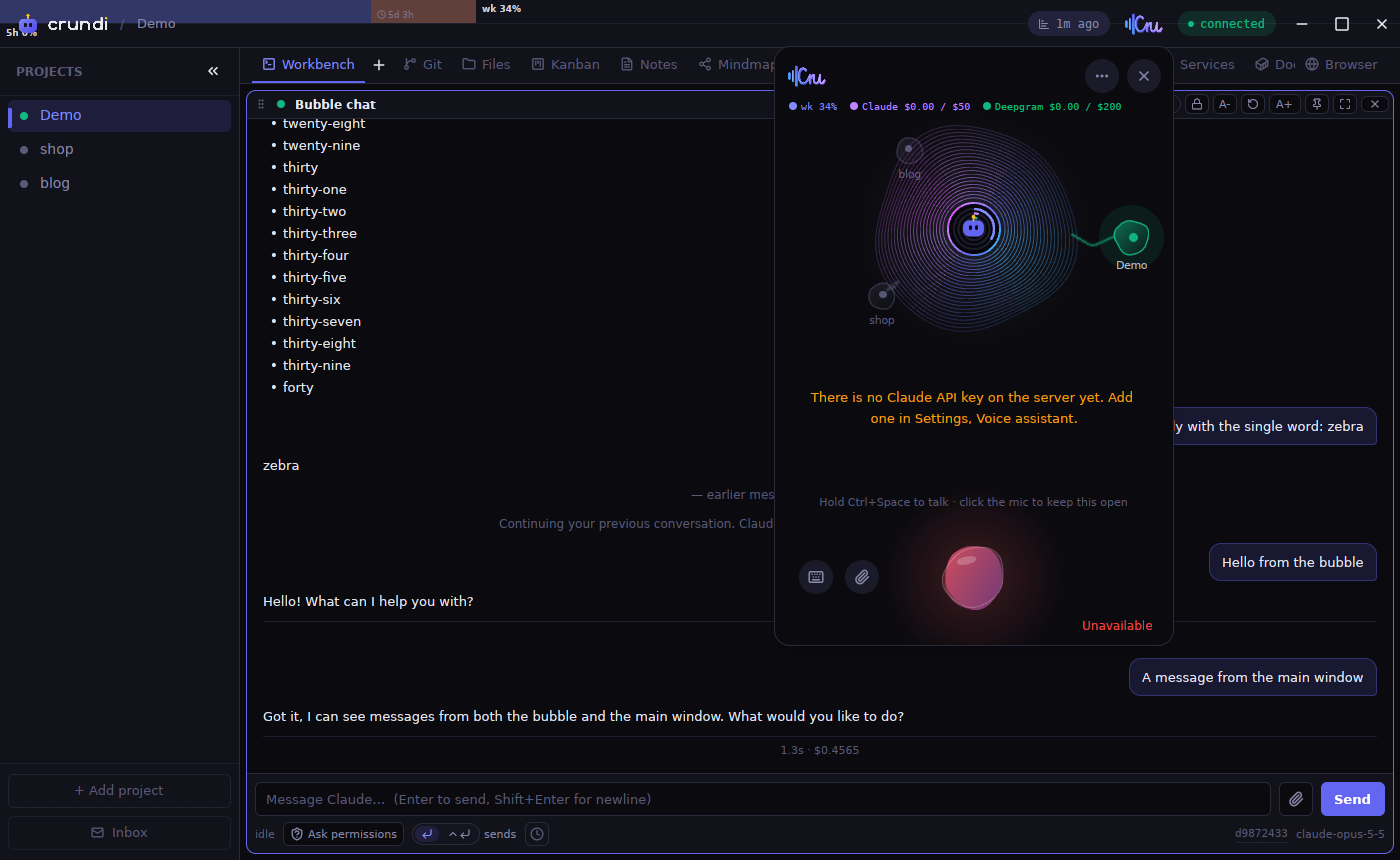 5h 0%
5d 3h
wk 34%
crundi / Demo
1m ago
Cru
connected
PROJECTS
Demo
shop
blog
+ Add project
Inbox
Workbench
+
Git
Files
Kanban
Notes
Mindmap
Services
Doc
Browser
Bubble chat
A-
A+
• twenty-eight
• twenty-nine
• thirty
• thirty-one
• thirty-two
• thirty-three
• thirty-four
• thirty-five
• thirty-six
• thirty-seven
• thirty-eight
• thirty-nine
• forty
y with the single word: zebra
zebra
— earlier mes
Continuing your previous conversation. Claud
Hello from the bubble
Hello! What can I help you with?
A message from the main window
Got it, I can see messages from both the bubble and the main window. What would you like to do?
1.3s · $0.4565
Message Claude... (Enter to send, Shift+Enter for newline)
Send
idle
Ask permissions
sends
d9872433
claude-opus-5-5
Cru
wk 34%
Claude $0.00 / $50
Deepgram $0.00 / $200
blog
Demo
shop
There is no Claude API key on the server yet. Add
one in Settings, Voice assistant.
Hold Ctrl+Space to talk · click the mic to keep this open
Unavailable